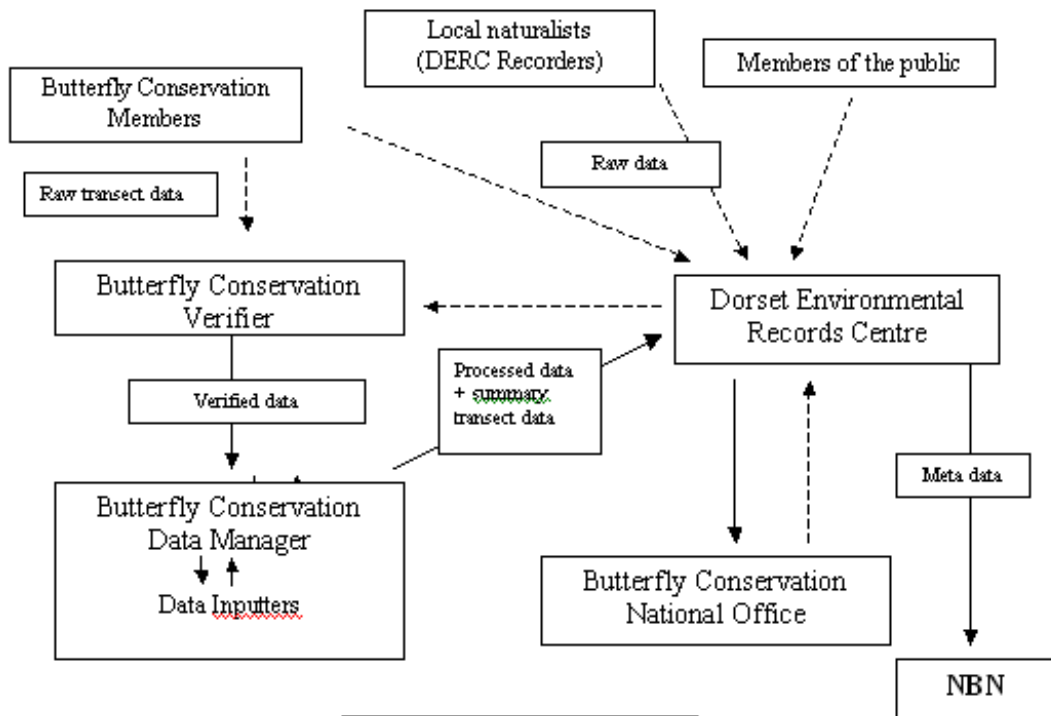 Local naturalists
(DERC Recorders)
Members of the public
Butterfly Conservation
Members
Raw data
Raw transect data
Butterfly Conservation
Verifier
Dorset Environmental
Records Centre
Processed data
+ summary
transect data
Verified data
Meta data
Butterfly Conservation
Data Manager
Data Inputters
Butterfly Conservation
National Office
NBN